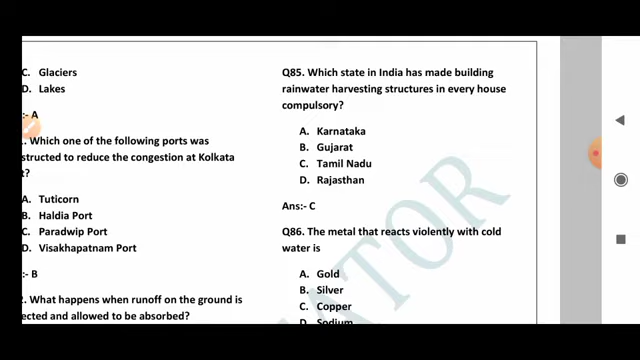 C. Glaciers
D. Lakes
:- A
. Which one of the following ports was
structed to reduce the congestion at Kolkata
t?
A. Tuticorn
B. Haldia Port
C. Paradwip Port
D. Visakhapatnam Port
:- B
. What happens when runoff on the ground is
ected and allowed to be absorbed?
Q85. Which state in India has made building
rainwater harvesting structures in every house
compulsory?
A. Karnataka
B. Gujarat
C. Tamil Nadu
D. Rajasthan
Ans:- C
Q86. The metal that reacts violently with cold
water is
A. Gold
B. Silver
C. Copper
D. Sodium